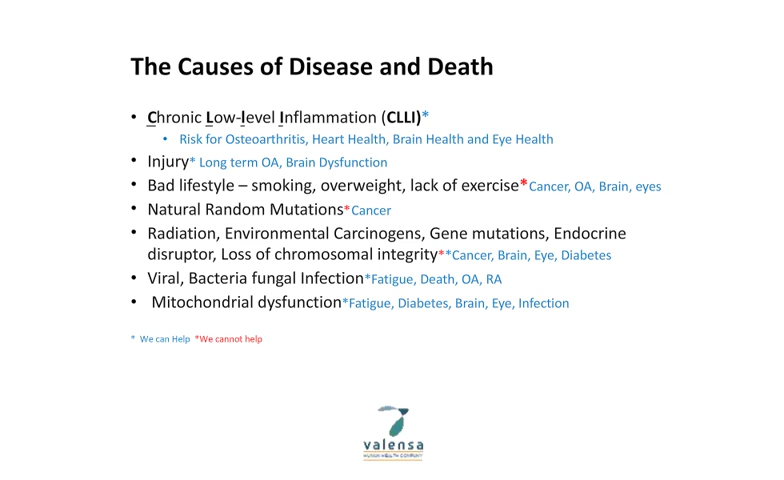 The Causes of Disease and Death
• Chronic Low-level Inflammation (CLLI)*
• Risk for Osteoarthritis, Heart Health, Brain Health and Eye Health
• Injury* Long term OA, Brain Dysfunction
• Bad lifestyle – smoking, overweight, lack of exercise*Cancer, OA, Brain, eyes
• Natural Random Mutations*Cancer
• Radiation, Environmental Carcinogens, Gene mutations, Endocrine
disruptor, Loss of chromosomal integrity**Cancer, Brain, Eye, Diabetes
• Viral, Bacteria fungal Infection*Fatigue, Death, OA, RA
• Mitochondrial dysfunction*Fatigue, Diabetes, Brain, Eye, Infection
* We can Help *We cannot help
valensa
HUMAN HEALTH COMPANY